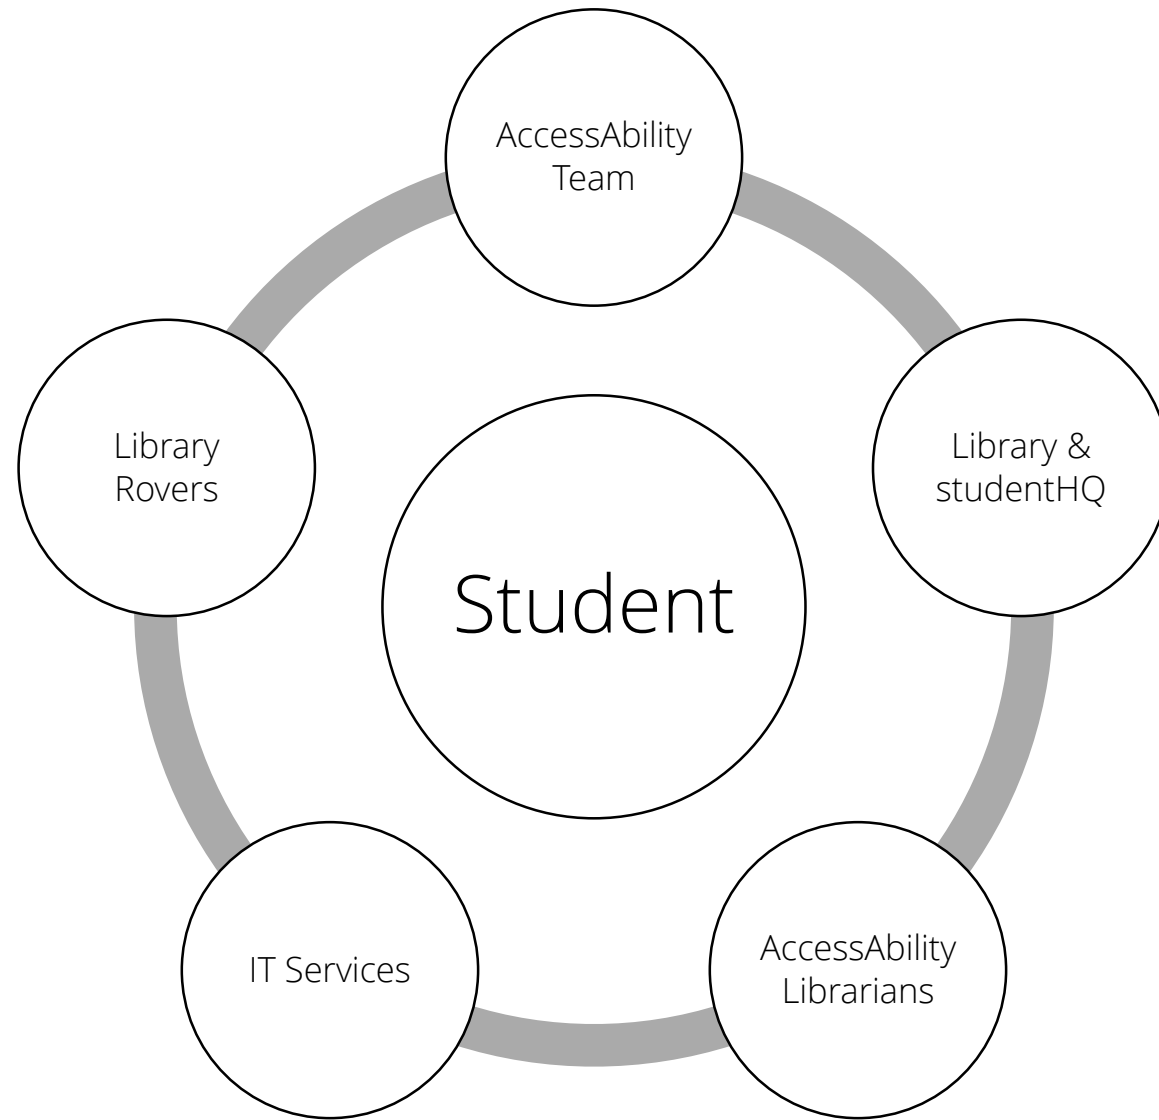 AccessAbility
Team
Library
Rovers
Library &
studentHQ
Student
IT Services
AccessAbility
Librarians